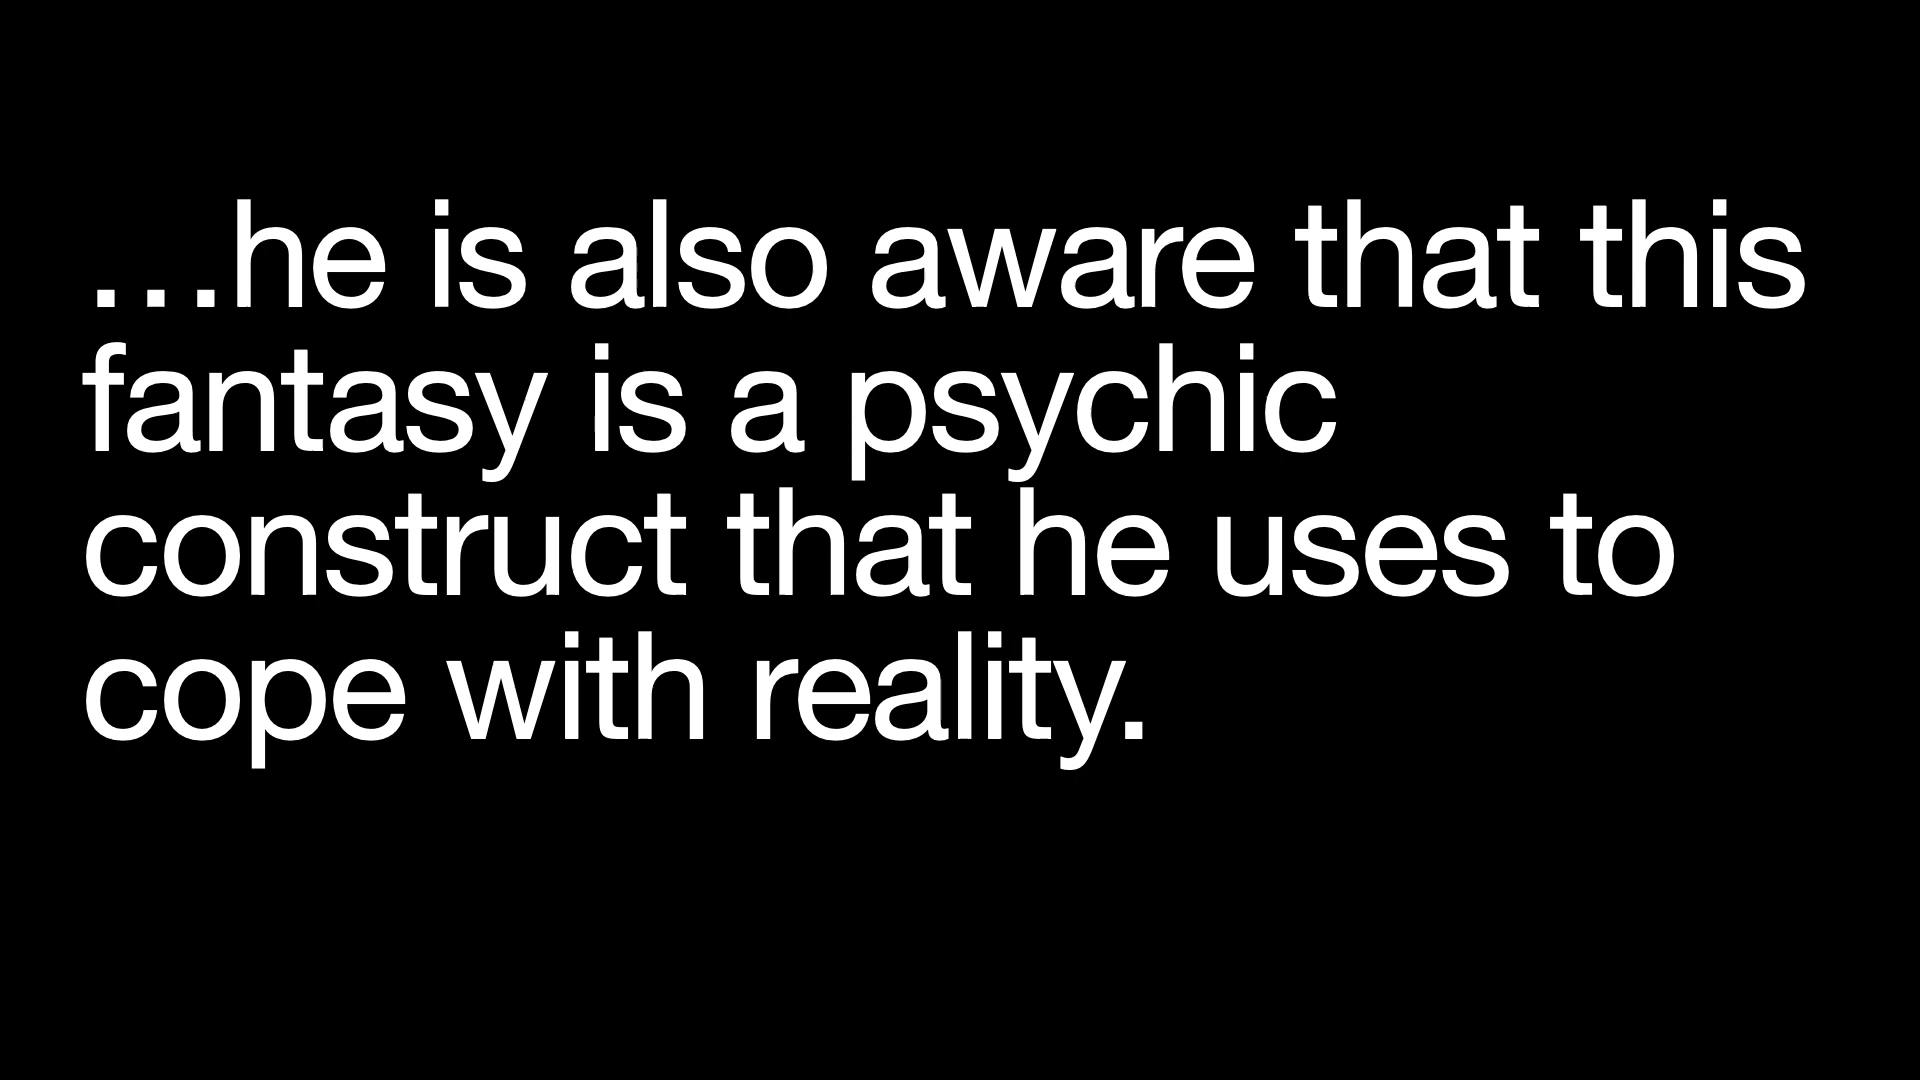 …he is also aware that this
fantasy is a psychic
construct that he uses to
cope with reality.